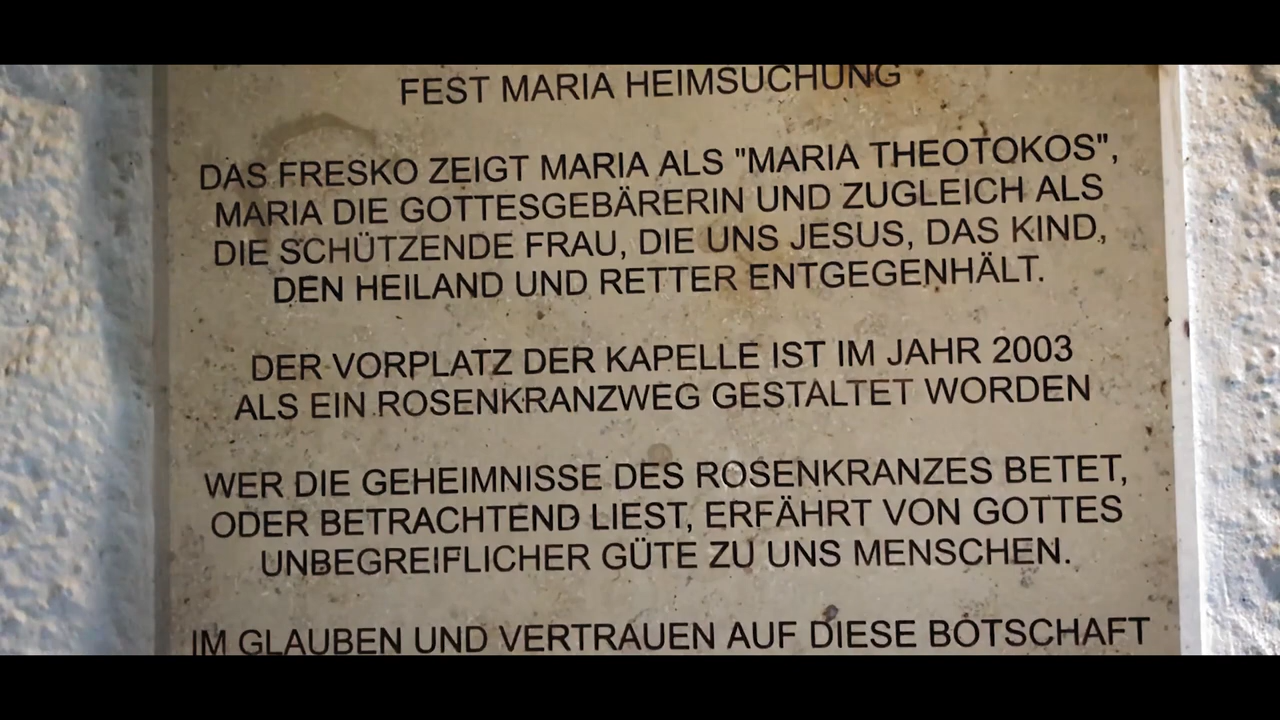 FEST MARIA HEIMSUCHUNG
DAS FRESKO ZEIGT MARIA ALS "MARIA THEOTOKOS",
MARIA DIE GOTTESGEBÄRERIN UND ZUGLEICH ALS
DIE SCHÜTZENDE FRAU, DIE UNS JESUS, DAS KIND,
DEN HEILAND UND RETTER ENTGEGENHÄLT.
DER VORPLATZ DER KAPELLE IST IM JAHR 2003
ALS EIN ROSENKRANZWEG GESTALTET WORDEN
WER DIE GEHEIMNISSE DES ROSENKRANZES BETET,
ODER BETRACHTEND LIEST, ERFÄHRT VON GOTTES
UNBEGREIFLICHER GÜTE ZU UNS MENSCHEN.
IM GLAUBEN UND VERTRAUEN AUF DIESE BOTSCHAFT